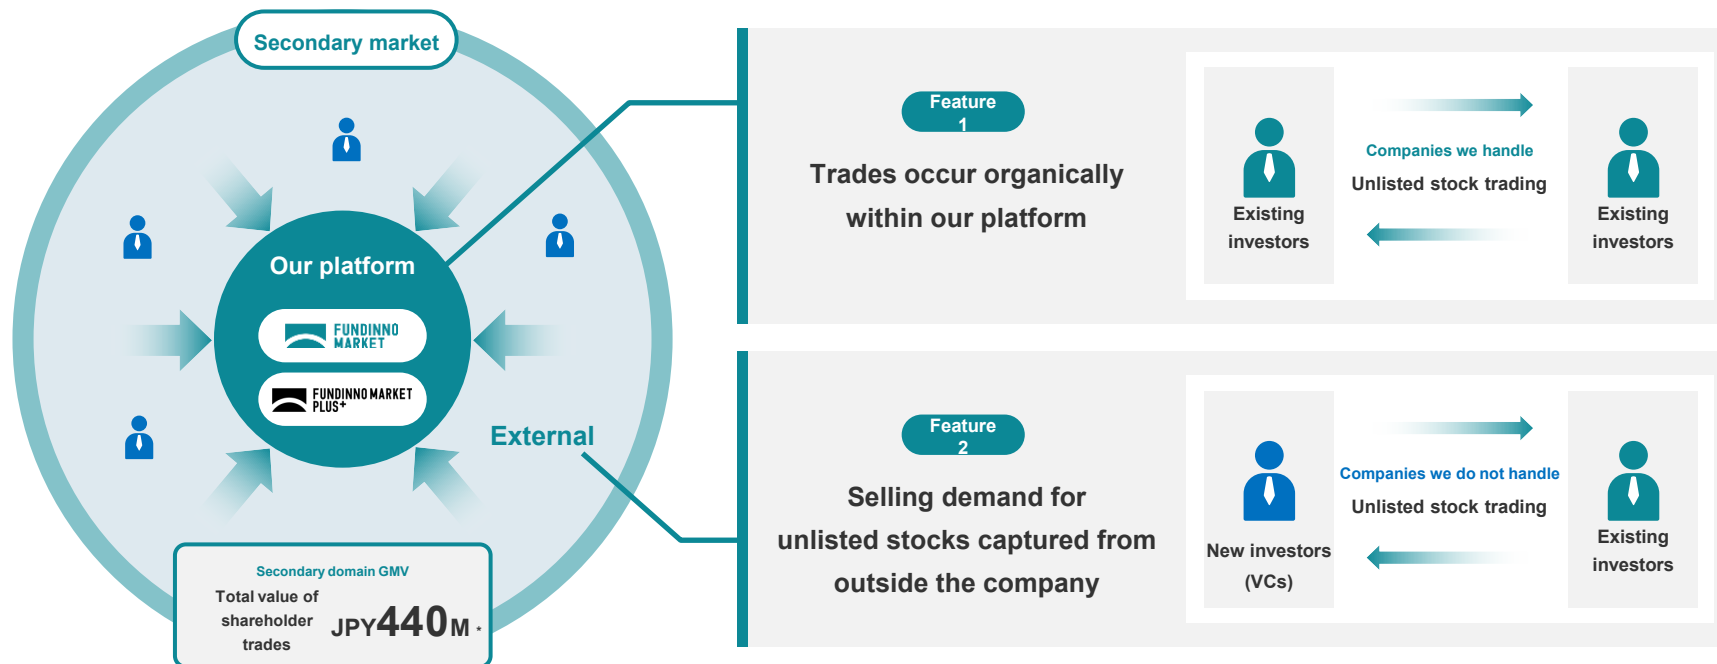 Secondary market
Our platform
FUNDINNO
MARKET
FUNDINNO MARKET
PLUS+
External
Secondary domain GMV
Total value of
shareholder
trades
JPY440M *
Feature
1
Trades occur organically
within our platform
Existing
investors
Companies we handle
Unlisted stock trading
Existing
investors
Feature
2
Selling demand for
unlisted stocks captured from
outside the company
New investors
(VCs)
Companies we do not handle
Unlisted stock trading
Existing
investors